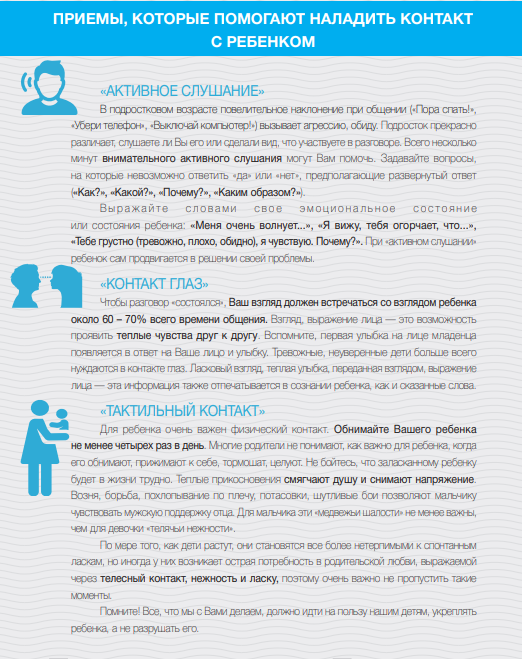 ПРИЕМЫ, КОТОРЫЕ ПОМОГАЮТ НАЛАДИТЬ КОНТАКТ
С РЕБЕНКОМ
«АКТИВНОЕ СЛУШАНИЕ»
В подростковом возрасте повелительное наклонение при общении («Пора спать!»,
«Убери телефон», «Выключай компьютер!») вызывает агрессию, обиду. Подросток прекрасно
различает, слушаете ли Вы его или сделали вид, что участвуете в разговоре. Всего несколько
минут внимательного активного слушания могут Вам помочь. Задавайте вопросы,
на которые невозможно ответить «да» или «нет», предполагающие развернутый ответ
(«Как?», «Какой?», «Почему?», «Каким образом?»).
Выражайте словами свое эмоциональное состояние
или состояния ребенка: «Меня очень волнует...», «Я вижу, тебя огорчает, что...»,
«Тебе грустно (тревожно, плохо, обидно), я чувствую. Почему?». При «активном слушании»
ребенок сам продвигается в решении своей проблемы.
«КОНТАКТ ГЛАЗ»
Чтобы разговор «состоялся», Ваш взгляд должен встречаться со взглядом ребенка
около 60 – 70% всего времени общения. Взгляд, выражение лица — это возможность
проявить теплые чувства друг к другу. Вспомните, первая улыбка на лице младенца
появляется в ответ на Ваше лицо и улыбку. Тревожные, неуверенные дети больше всего
нуждаются в контакте глаз. Ласковый взгляд, теплая улыбка, переданная взглядом, выражение
лица — эта информация также отпечатывается в сознании ребенка, как и сказанные слова.
«ТАКТИЛЬНЫЙ КОНТАКТ»
Для ребенка очень важен физический контакт. Обнимайте Вашего ребенка
не менее четырех раз в день. Многие родители не понимают, как важно для ребенка, когда
его обнимают, прижимают к себе, тормошат, целуют. Не бойтесь, что заласканному ребенку
будет в жизни трудно. Теплые прикосновения смягчают душу и снимают напряжение.
Возня, борьба, похлопывание по плечу, потасовки, шутливые бои позволяют мальчику
чувствовать мужскую поддержку отца. Для мальчика эти «медвежьи шалости» не менее важны,
чем для девочки «телячьи нежности».
По мере того, как дети растут, они становятся все более нетерпимыми к спонтанным
ласкам, но иногда у них возникает острая потребность в родительской любви, выражаемой
через телесный контакт, нежность и ласку, поэтому очень важно не пропустить такие
моменты.
Помните! Все, что мы с Вами делаем, должно идти на пользу нашим детям, укреплять
ребенка, а не разрушать его.